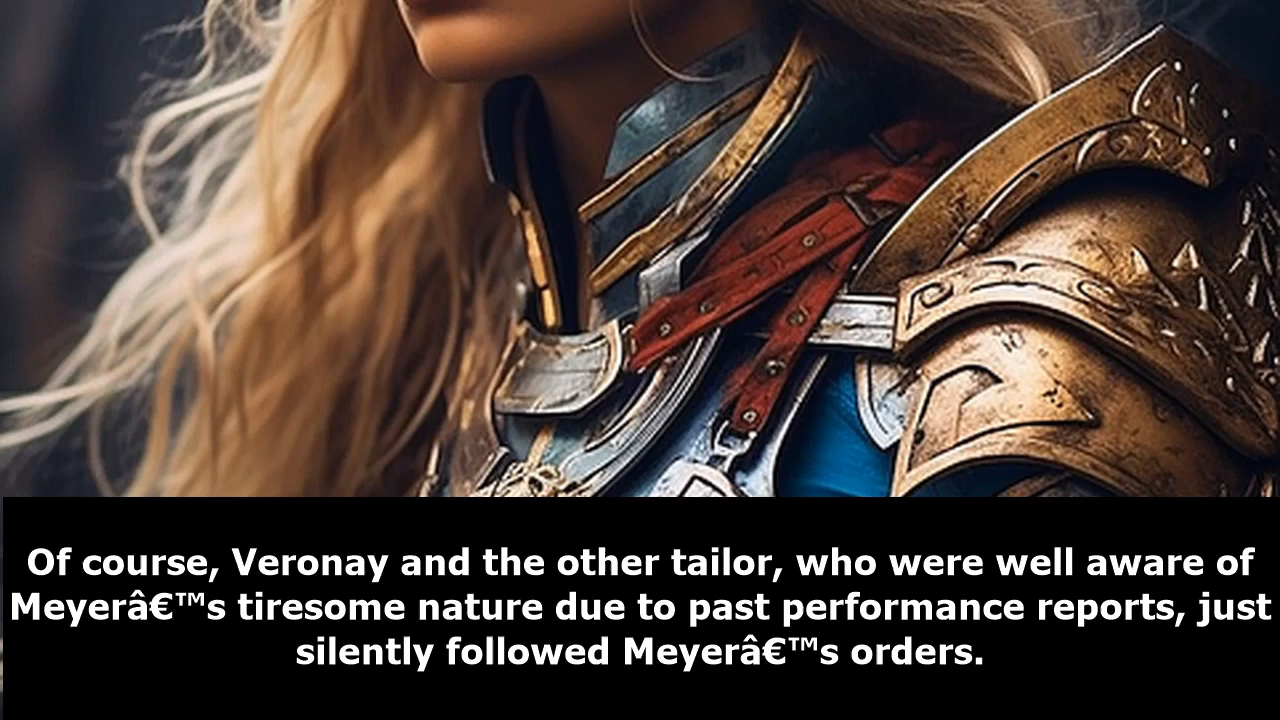 Of course, Veronay and the other tailor, who were well aware of
Meyerâ€™s tiresome nature due to past performance reports, just
silently followed Meyerâ€™s orders.